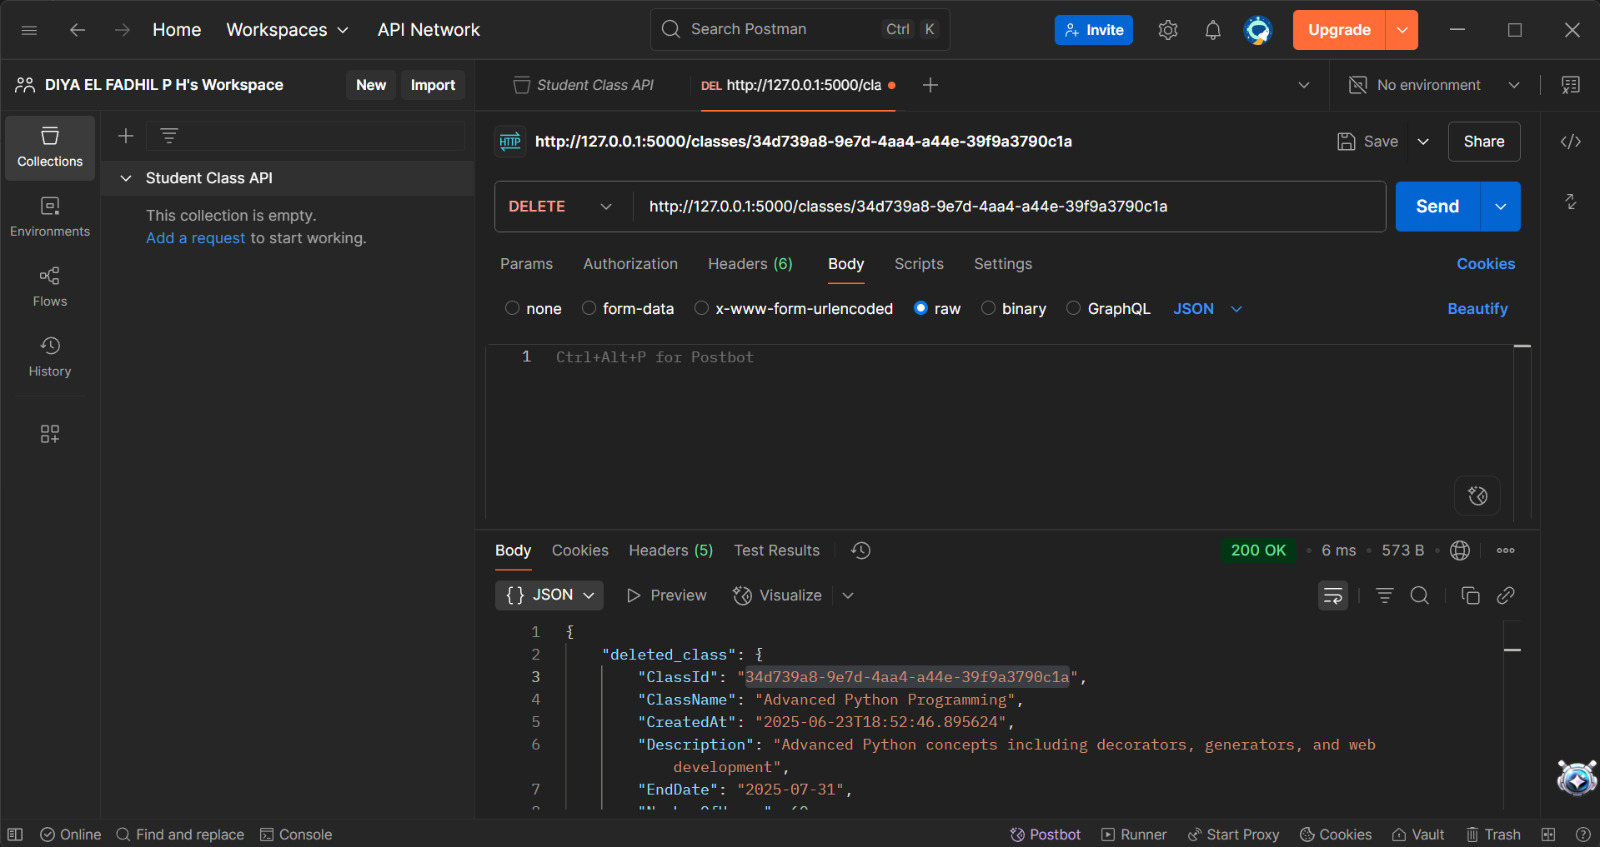 Home
Workspaces
API Network
Search Postman
Ctrl K
Invite
Upgrade
DIYA EL FADHIL P H's Workspace
New
Import
Student Class API
DEL http://127.0.0.1:5000/cla
No environment
Collections
Environments
Flows
History
Student Class API
This collection is empty.
Add a request to start working.
HTTP
http://127.0.0.1:5000/classes/34d739a8-9e7d-4aa4-a44e-39f9a3790c1a
Save
Share
DELETE
http://127.0.0.1:5000/classes/34d739a8-9e7d-4aa4-a44e-39f9a3790c1a
Send
Params
Authorization
Headers (6)
Body
Scripts
Settings
Cookies
none
form-data
x-www-form-urlencoded
raw
binary
GraphQL
JSON
Beautify
1 Ctrl+Alt+P for Postbot
Body
Cookies
Headers (5)
Test Results
200 OK
6 ms
573 B
{} JSON
Preview
Visualize
1 {
2 "deleted_class": {
3 "ClassId": "34d739a8-9e7d-4aa4-a44e-39f9a3790c1a",
4 "ClassName": "Advanced Python Programming",
5 "CreatedAt": "2025-06-23T18:52:46.895624",
6 "Description": "Advanced Python concepts including decorators, generators, and web
development",
7 "EndDate": "2025-07-31",
Online
Find and replace
Console
Postbot
Runner
Start Proxy
Cookies
Vault
Trash